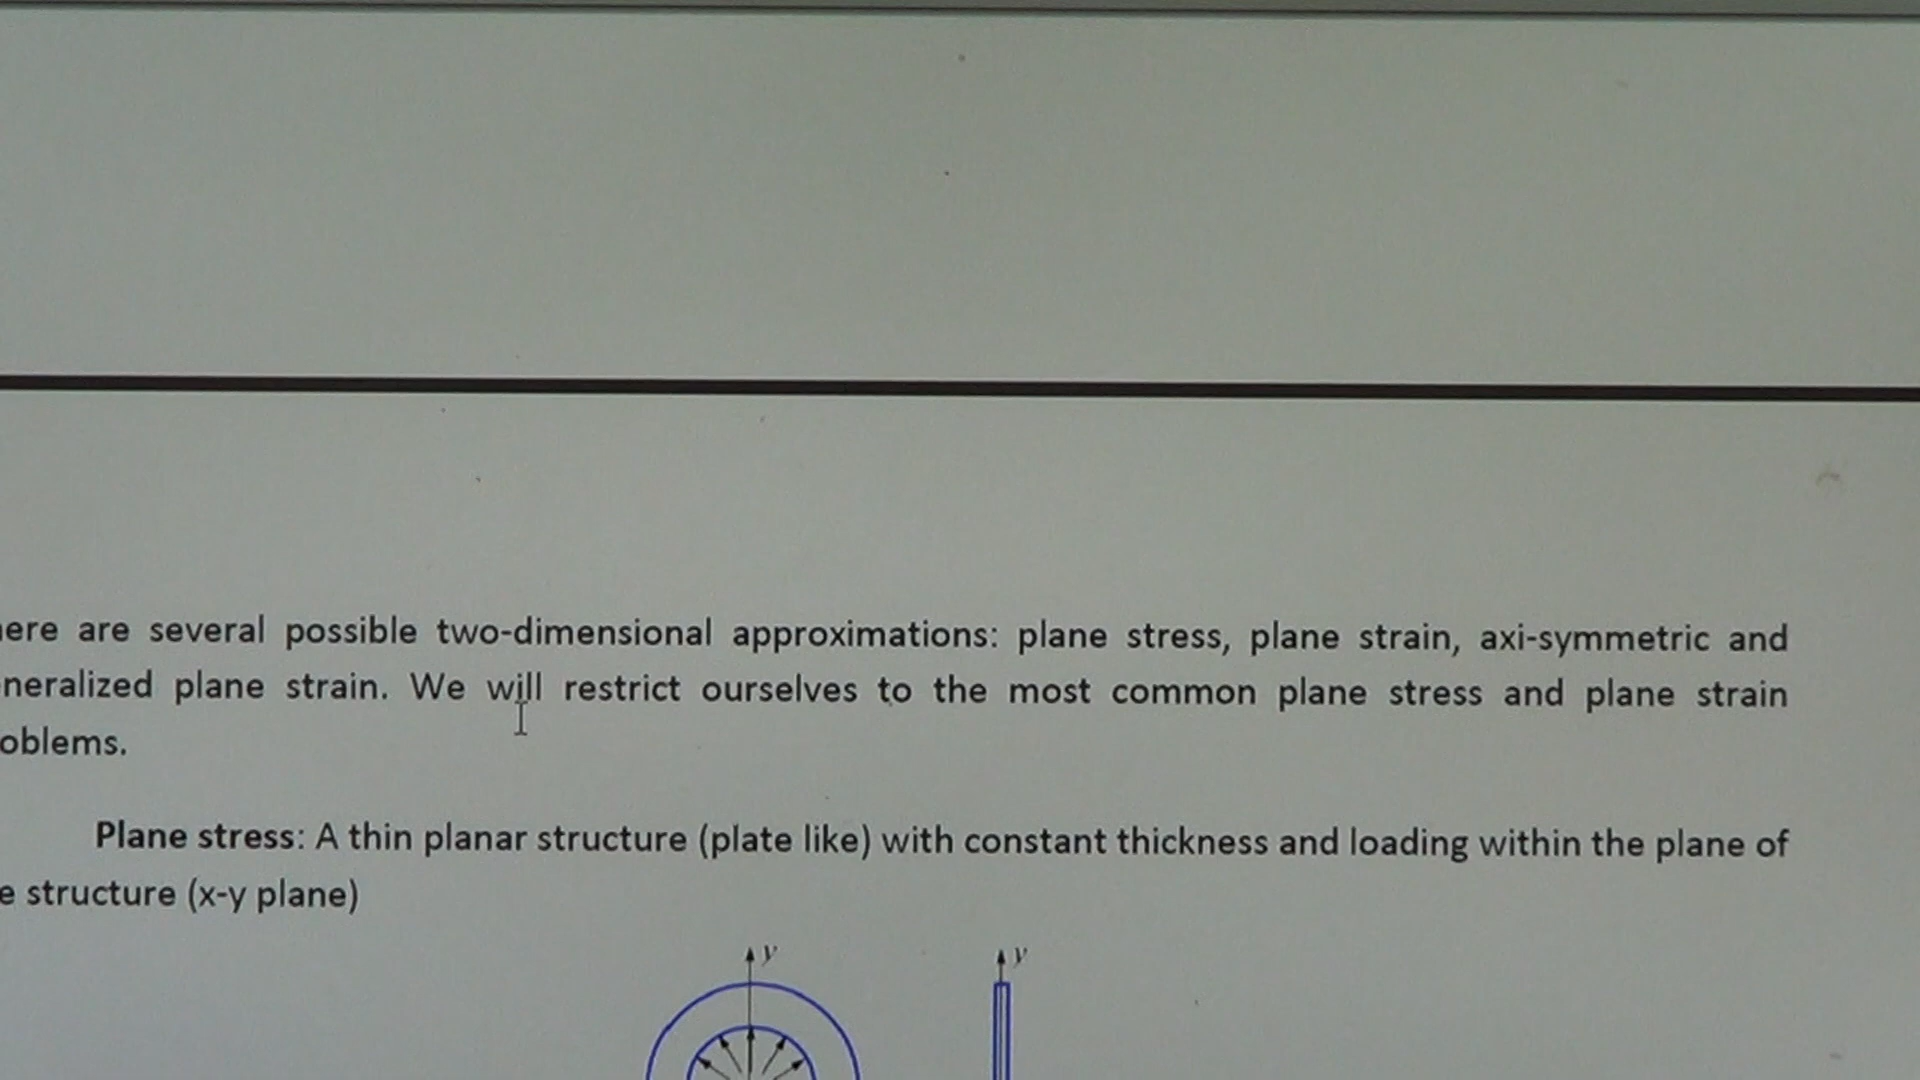 ere are several possible two-dimensional approximations: plane stress, plane strain, axi-symmetric and
neralized plane strain. We will restrict ourselves to the most common plane stress and plane strain
oblems.
Plane stress: A thin planar structure (plate like) with constant thickness and loading within the plane of
e structure (x-y plane)
y y